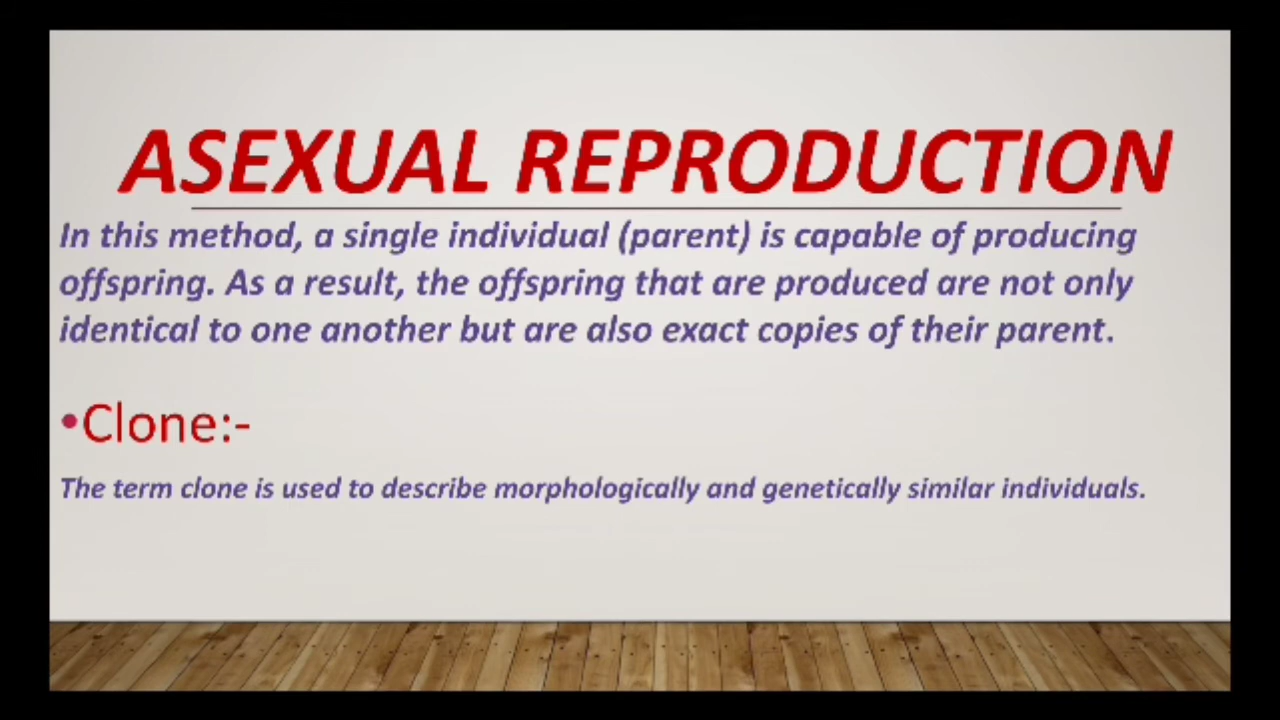 ASEXUAL REPRODUCTION
In this method, a single individual (parent) is capable of producing
offspring. As a result, the offspring that are produced are not only
identical to one another but are also exact copies of their parent.
•Clone:-
The term clone is used to describe morphologically and genetically similar individuals.